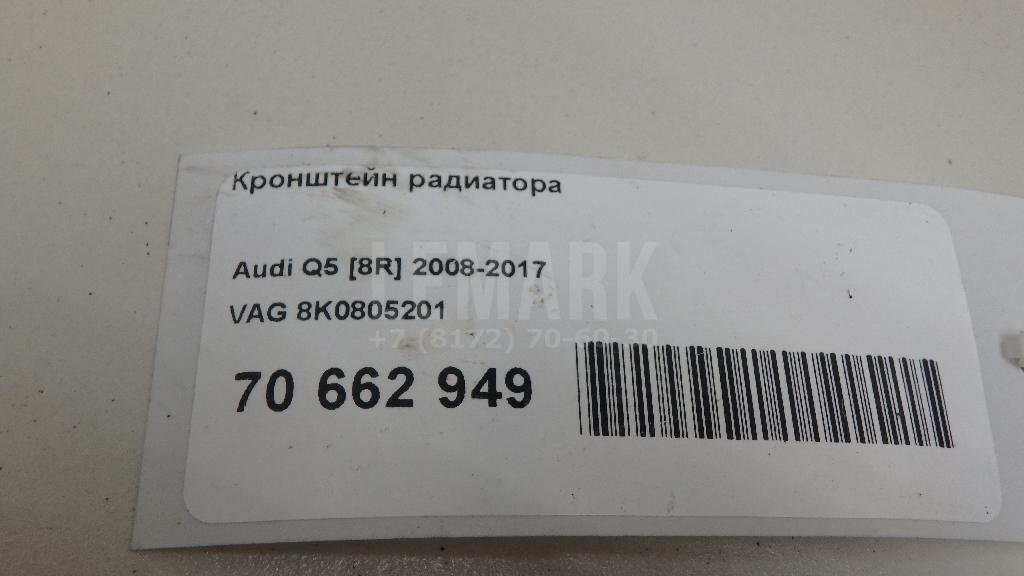 Кронштейн радиатора
LEMARK
Audi Q5 [8R] 2008-2017
VAG 8K0805201
+7 (8172) 70-60-30
70 662 949